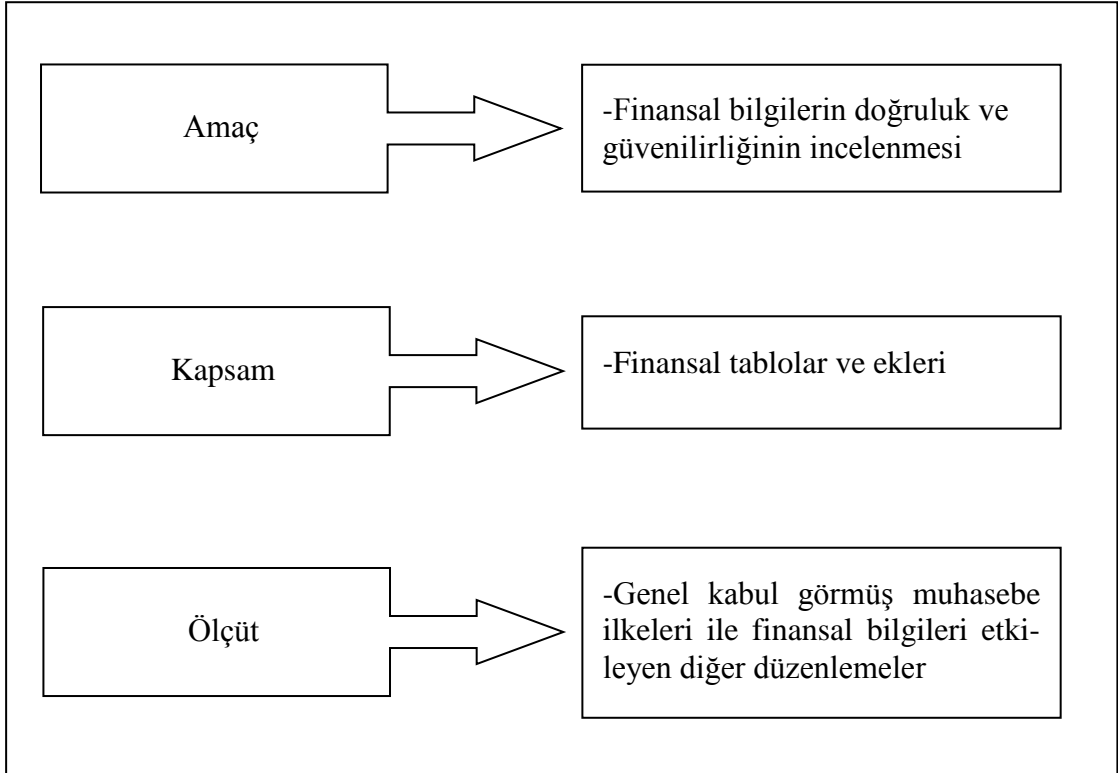 Amaç
-Finansal bilgilerin doğruluk ve
güvenilirliğinin incelenmesi
Kapsam
-Finansal tablolar ve ekleri
Ölçüt
-Genel kabul görmüş muhasebe
ilkeleri ile finansal bilgileri etki-
leyen diğer düzenlemeler